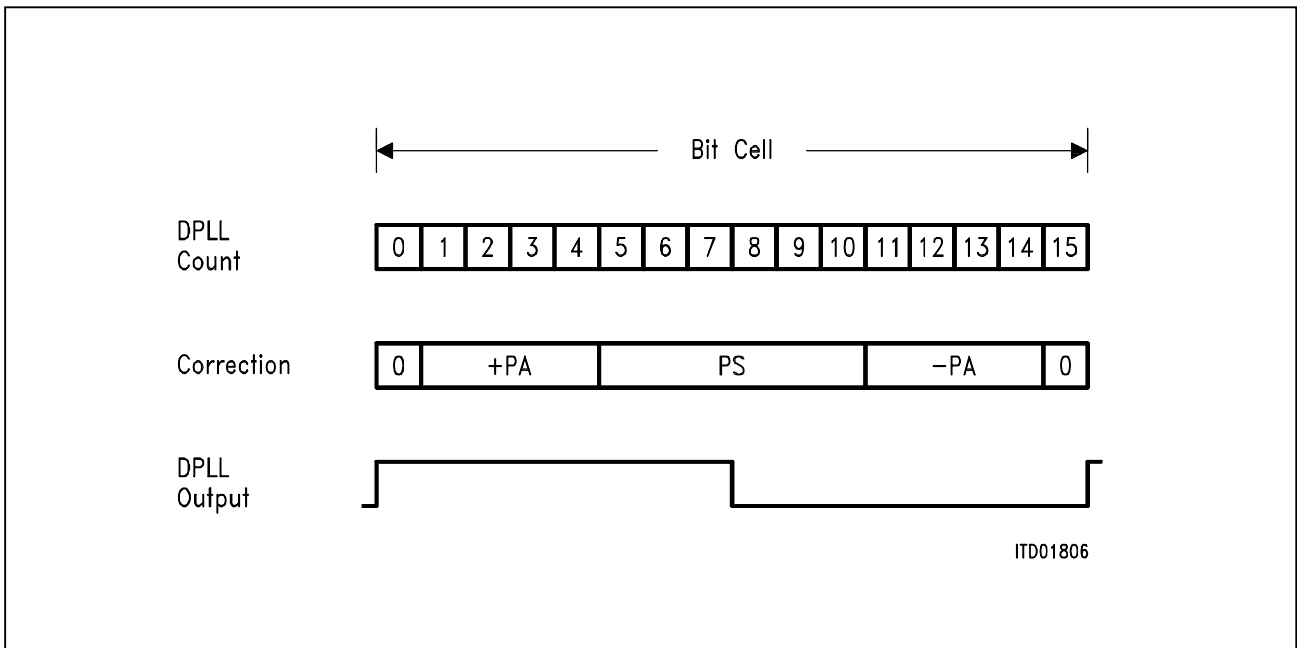 Bit Cell
DPLL
Count
0 1 2 3 4 5 6 7 8 9 10 11 12 13 14 15
Correction
0 +PA PS -PA 0
DPLL
Output
ITD01806